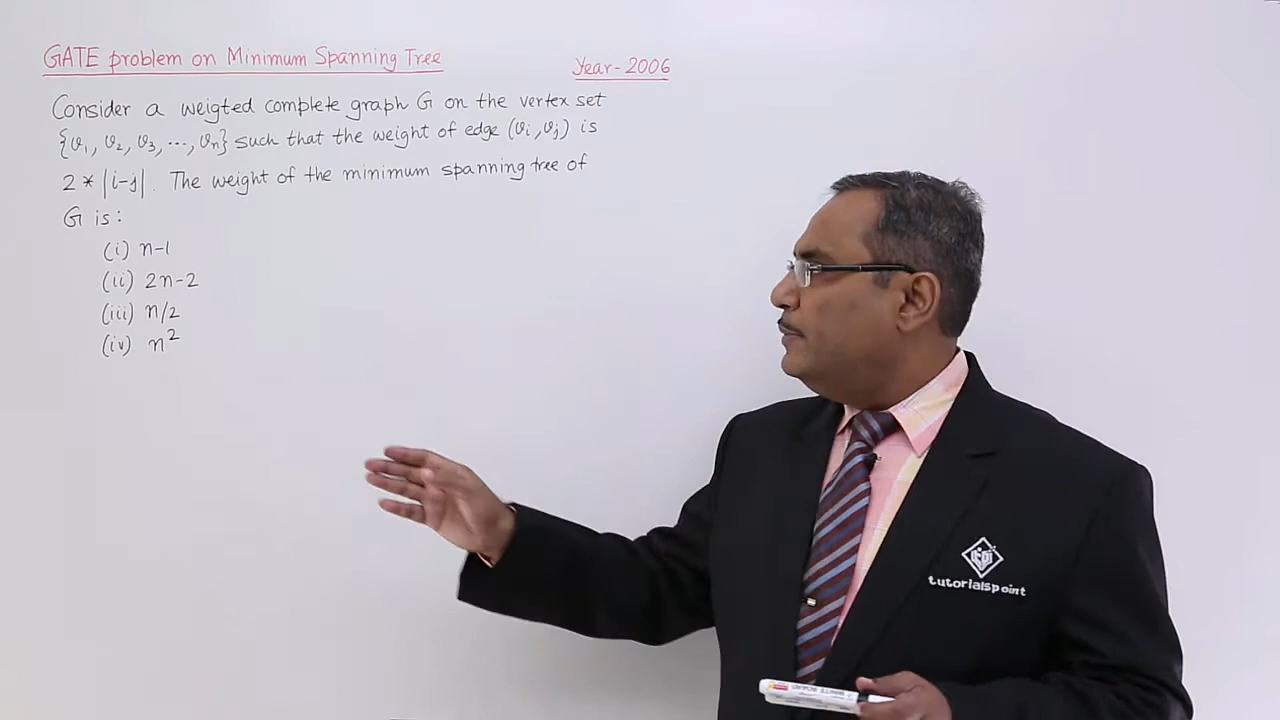 GATE problem on Minimum Spanning Tree
Year-2006
Consider a weigted complete graph G on the vertex set
{v₁, v₂, v₃, ..., vₙ} such that the weight of edge (vᵢ, vⱼ) is
2 * |i-j|. The weight of the minimum spanning tree of
G is:
(i) n-1
(ii) 2n-2
(iii) n/2
(iv) n²
tutorialspoint